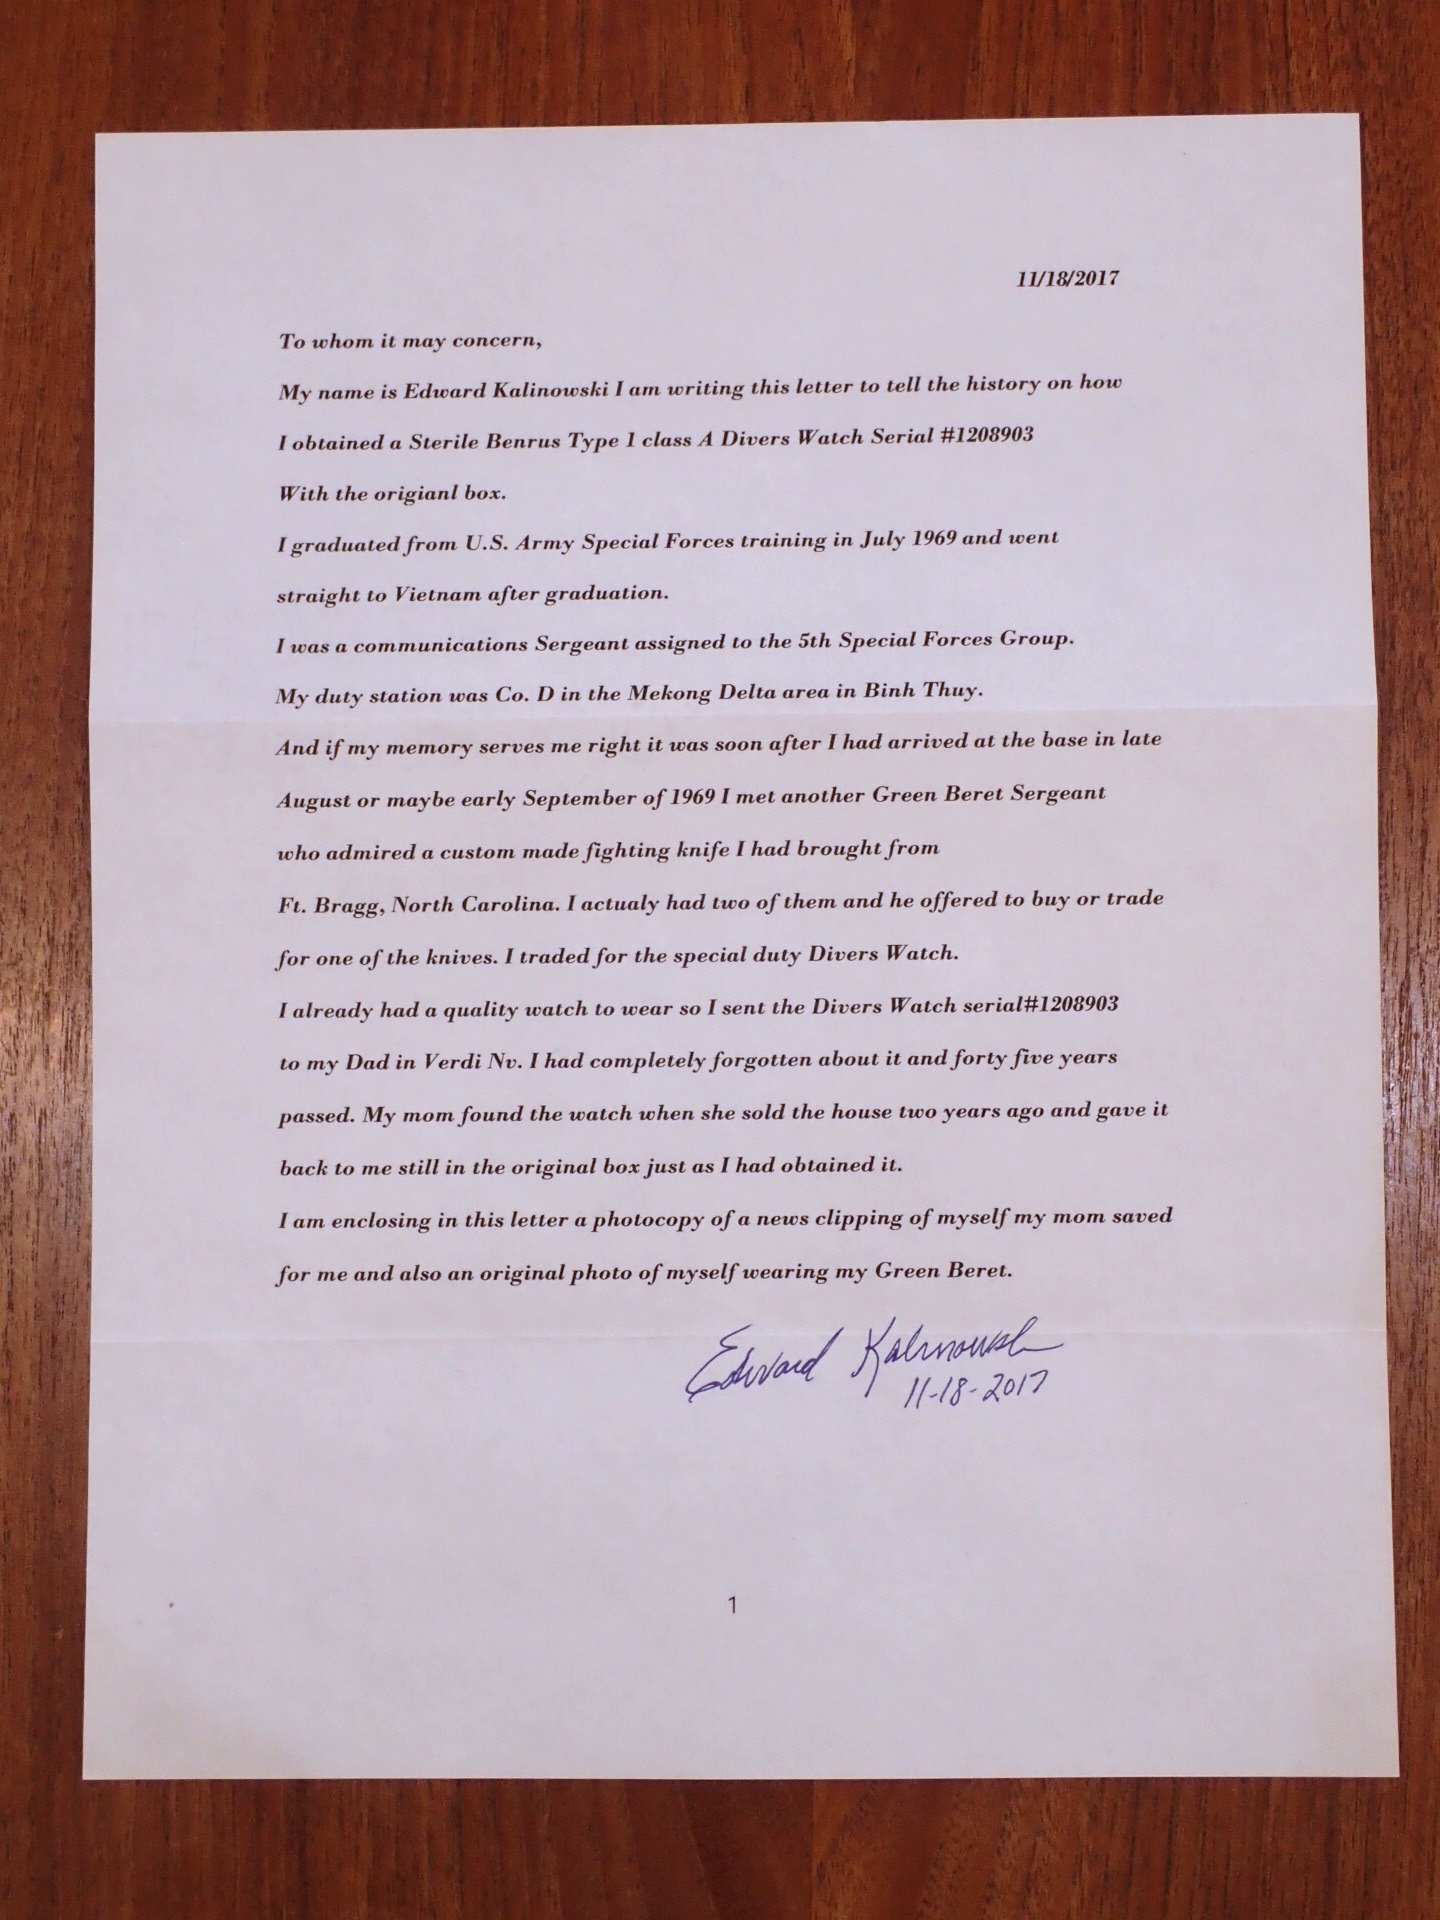 11/18/2017
To whom it may concern,
My name is Edward Kalinowski I am writing this letter to tell the history on how
I obtained a Sterile Benrus Type 1 class A Divers Watch Serial #1208903
With the origianl box.
I graduated from U.S. Army Special Forces training in July 1969 and went
straight to Vietnam after graduation.
I was a communications Sergeant assigned to the 5th Special Forces Group.
My duty station was Co. D in the Mekong Delta area in Binh Thuy.
And if my memory serves me right it was soon after I had arrived at the base in late
August or maybe early September of 1969 I met another Green Beret Sergeant
who admired a custom made fighting knife I had brought from
Ft. Bragg, North Carolina. I actualy had two of them and he offered to buy or trade
for one of the knives. I traded for the special duty Divers Watch.
I already had a quality watch to wear so I sent the Divers Watch serial#1208903
to my Dad in Verdi Nv. I had completely forgotten about it and forty five years
passed. My mom found the watch when she sold the house two years ago and gave it
back to me still in the original box just as I had obtained it.
I am enclosing in this letter a photocopy of a news clipping of myself my mom saved
for me and also an original photo of myself wearing my Green Beret.
Edward Kalinowski
11-18-2017
1